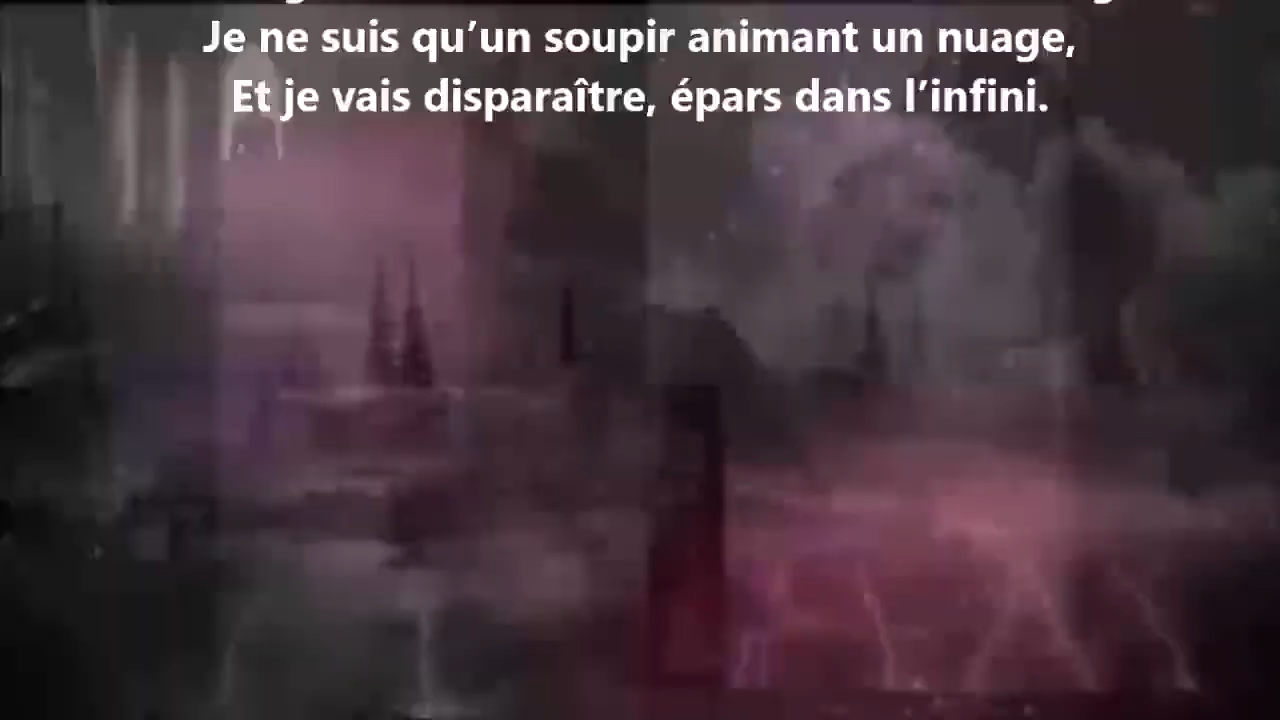 Je ne suis qu’un soupir animant un nuage,
Et je vais disparaître, épars dans l’infini.